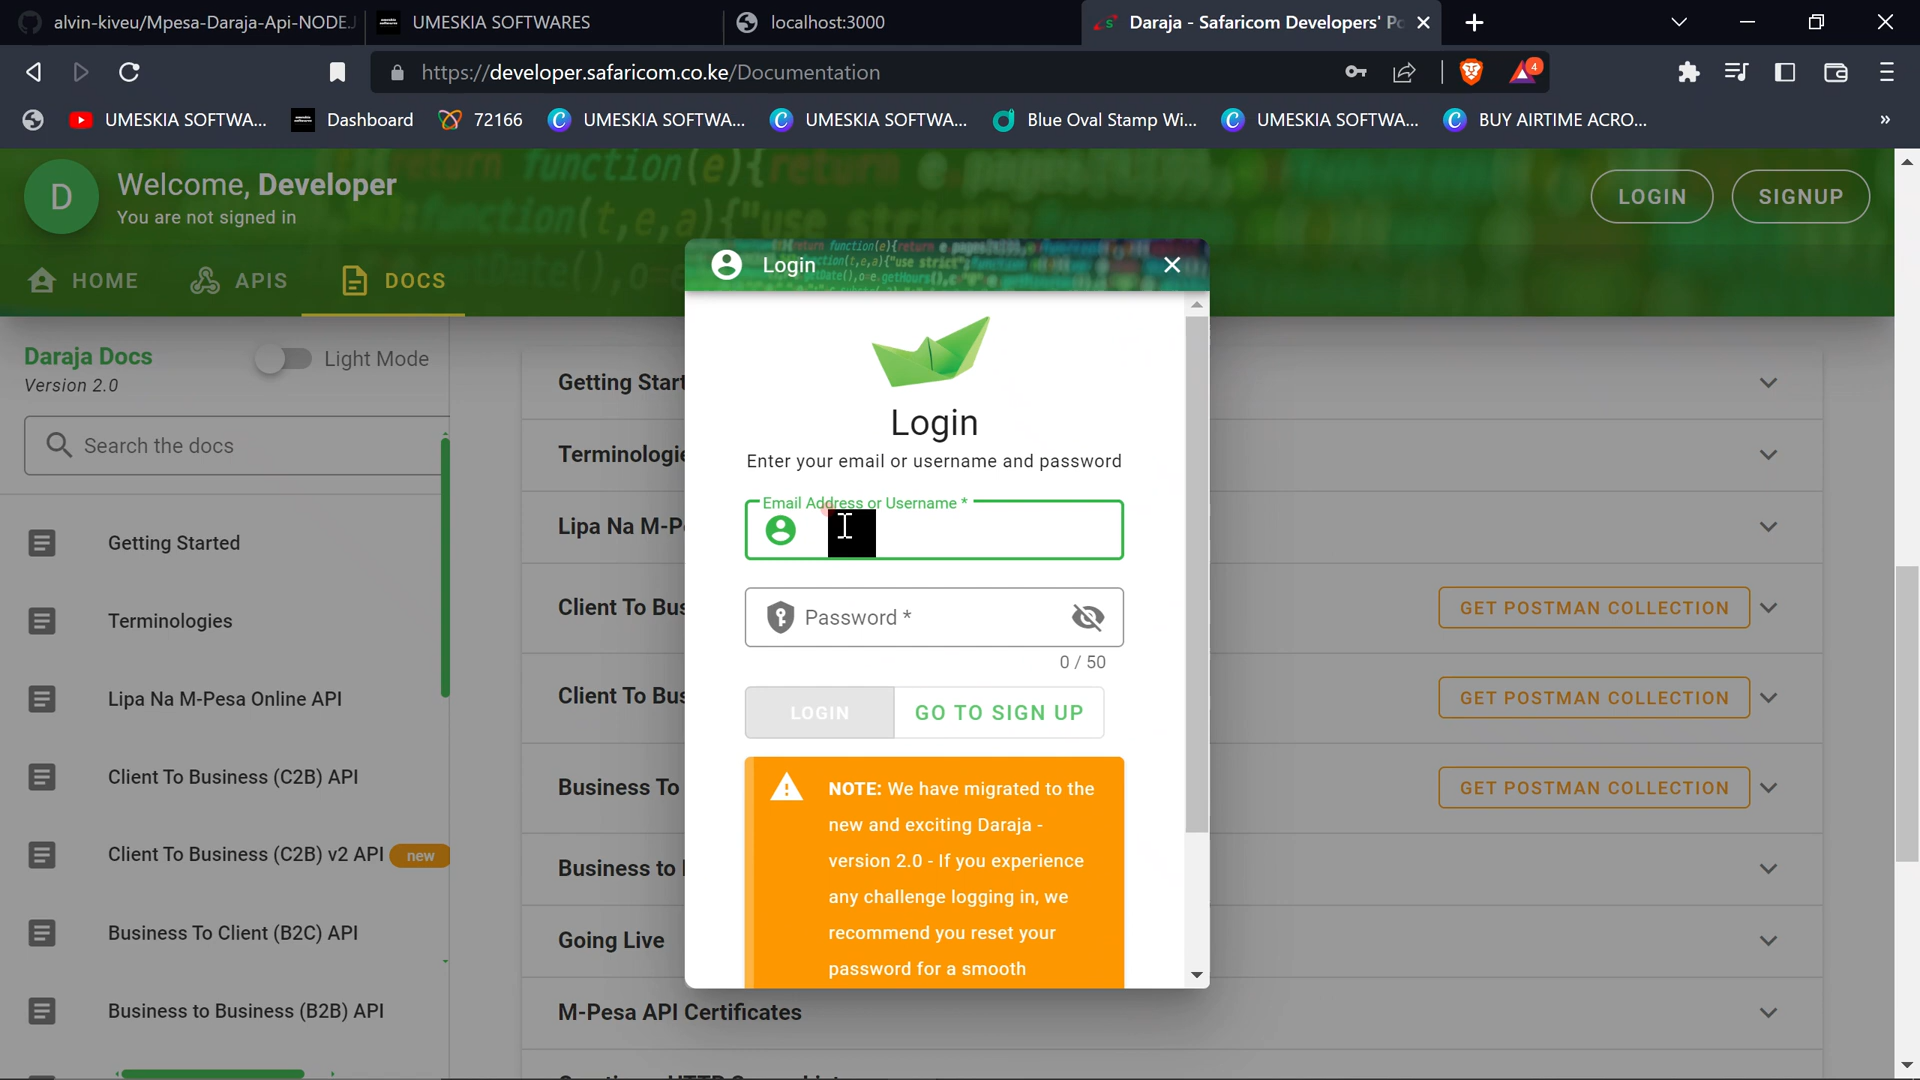 alvin-kiveu/Mpesa-Daraja-Api-NODEJ
UMESKIA SOFTWARES
localhost:3000
Daraja - Safaricom Developers' Po
https://developer.safaricom.co.ke/Documentation
4
UMESKIA SOFTWA...
Dashboard
72166
UMESKIA SOFTWA...
UMESKIA SOFTWA...
Blue Oval Stamp Wi...
UMESKIA SOFTWA...
BUY AIRTIME ACRO...
»
D
Welcome, Developer
You are not signed in
LOGIN
SIGNUP
HOME
APIS
DOCS
Login
Daraja Docs
Version 2.0
Light Mode
Search the docs
Getting Started
Terminologies
Lipa Na M-Pesa Online API
Client To Business (C2B) API
Client To Business (C2B) v2 API
new
Business To Client (B2C) API
Business to Business (B2B) API
Getting Start
Terminologie
Lipa Na M-P
Client To Bus
GET POSTMAN COLLECTION
Client To Bus
GET POSTMAN COLLECTION
Business To
GET POSTMAN COLLECTION
Business to
Going Live
M-Pesa API Certificates
Login
Enter your email or username and password
Email Address or Username *
Password *
0 / 50
LOGIN
GO TO SIGN UP
NOTE: We have migrated to the
new and exciting Daraja -
version 2.0 - If you experience
any challenge logging in, we
recommend you reset your
password for a smooth